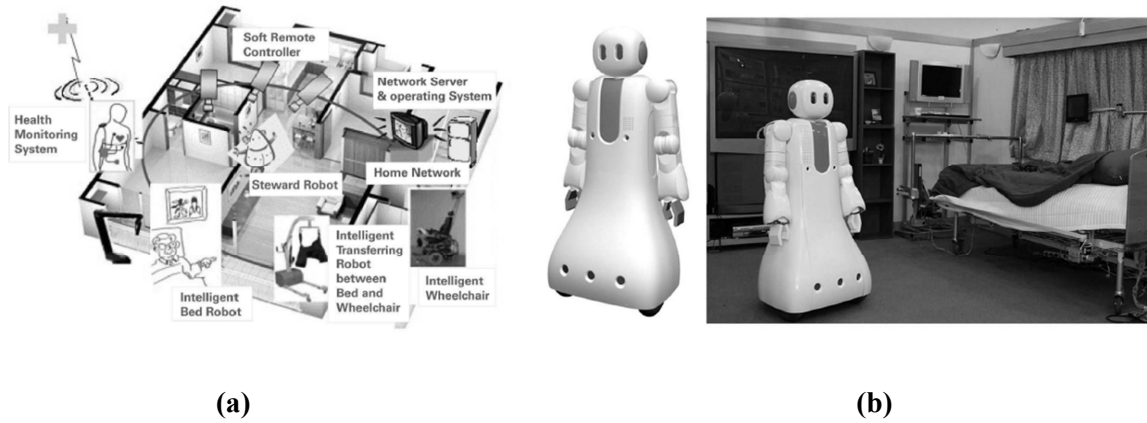 Soft Remote
Controller
Network Server
& operating System
Health
Monitoring
System
Home Network
Steward Robot
Intelligent
Transferring
Robot
between
Bed and
Wheelchair
Intelligent
Wheelchair
Intelligent
Bed Robot
(a)
(b)